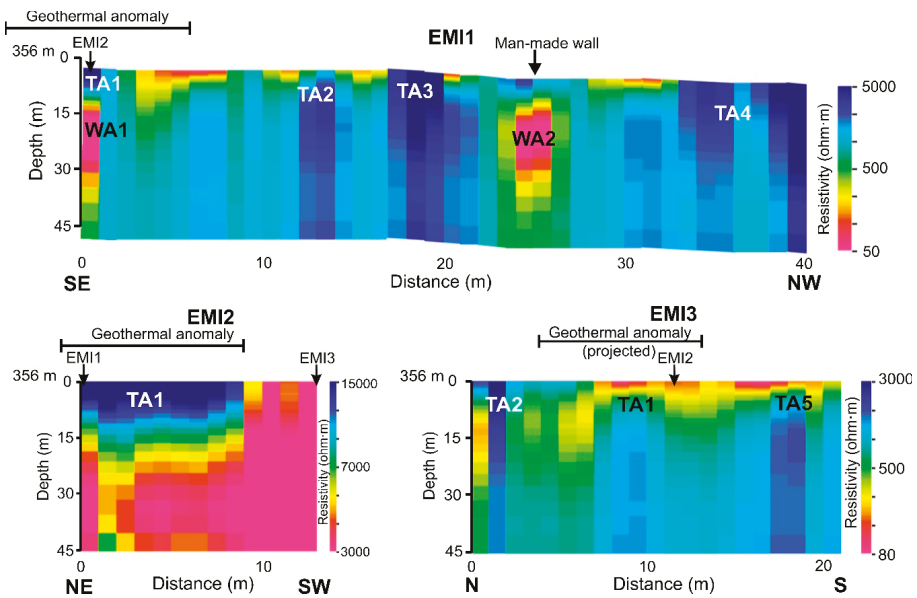 Geothermal anomaly
EMI2
EMI1
Man-made wall
356 m
0
15
30
45
Depth (m)
TA1
WA1
TA2
TA3
WA2
TA4
5000
500
50
Resistivity (ohm·m)
0
10
20
30
40
SE
Distance (m)
NW
EMI2
Geothermal anomaly
EMI1
EMI3
356 m
0
15
30
45
Depth (m)
TA1
15000
7000
3000
Resistivity (ohm·m)
0
10
NE
Distance (m)
SW
EMI3
Geothermal anomaly
(projected)
EMI2
356 m
0
15
30
45
Depth (m)
TA2
TA1
TA5
3000
500
80
Resistivity (ohm·m)
0
10
20
N
Distance (m)
S